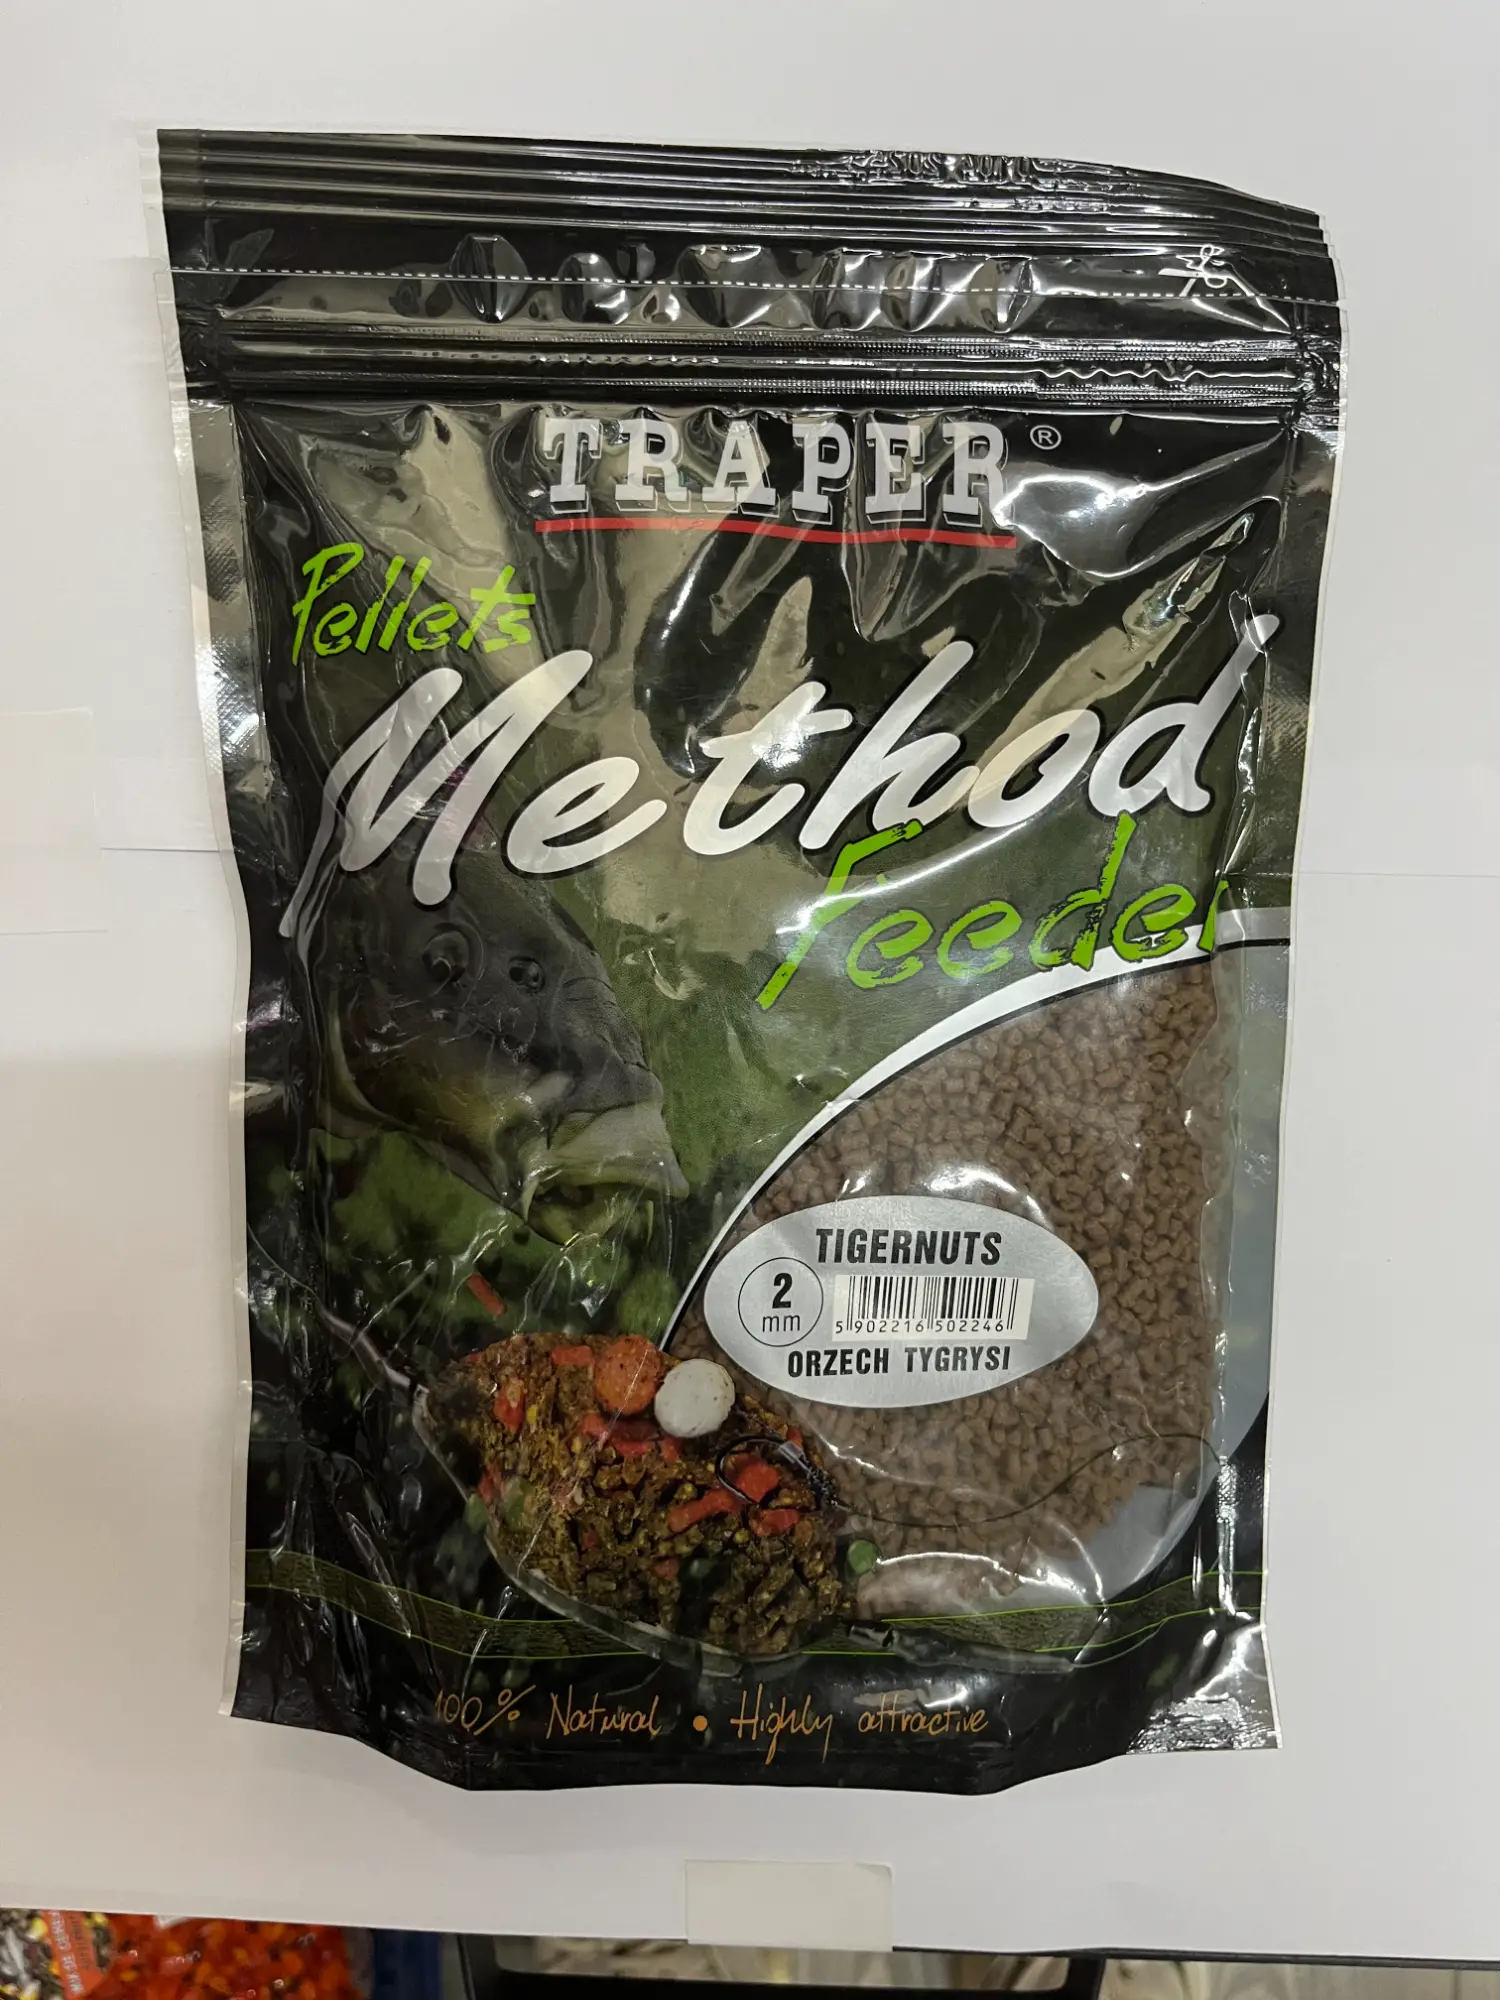 TRAPER®
Pellets
Method
Feeder
TIGERNUTS
2
mm
5 902216 502246
ORZECH TYGRYSI
100% Natural • Highly attractive